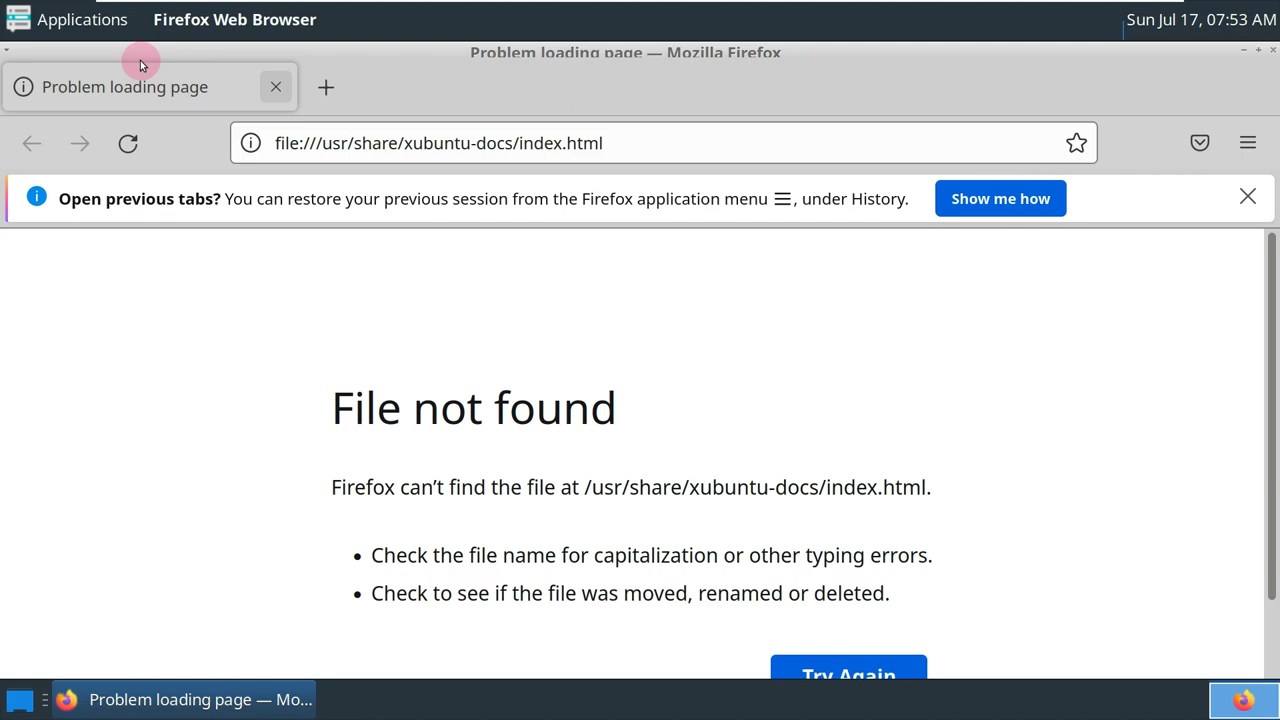 Applications Firefox Web Browser Sun Jul 17, 07:53 AM
Problem loading page — Mozilla Firefox
Problem loading page
file:///usr/share/xubuntu-docs/index.html
Open previous tabs? You can restore your previous session from the Firefox application menu ☰, under History. Show me how
File not found
Firefox can’t find the file at /usr/share/xubuntu-docs/index.html.
• Check the file name for capitalization or other typing errors.
• Check to see if the file was moved, renamed or deleted.
Try Again
Problem loading page — Mo...